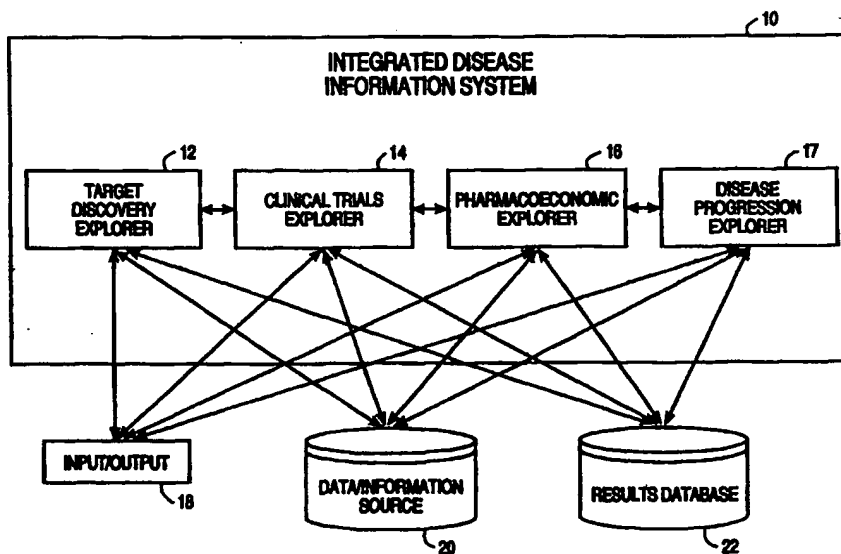 10
INTEGRATED DISEASE
INFORMATION SYSTEM
12
TARGET
DISCOVERY
EXPLORER
14
CLINICAL TRIALS
EXPLORER
16
PHARMACOECONOMIC
EXPLORER
17
DISEASE
PROGRESSION
EXPLORER
INPUT/OUTPUT
18
DATA/INFORMATION
SOURCE
20
RESULTS DATABASE
22